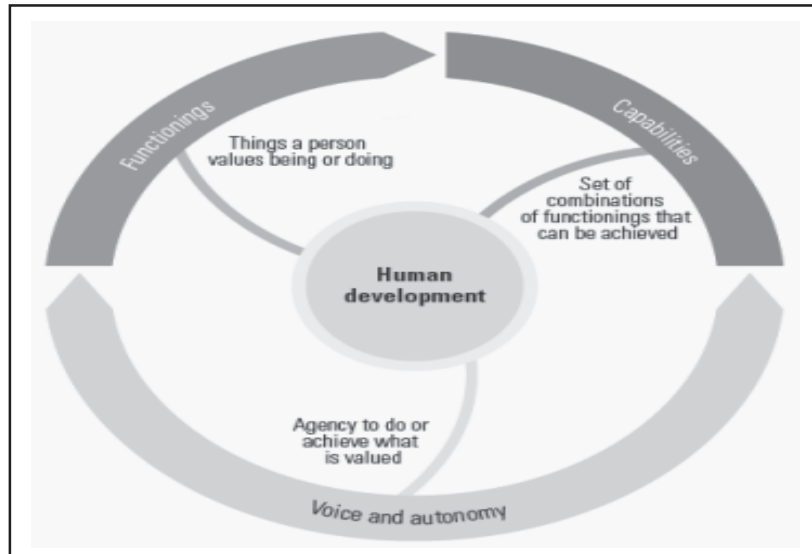 Functionings
Things a person
values being or doing
Capabilities
Set of
combinations
of functionings that
can be achieved
Human
development
Agency to do or
achieve what
is valued
Voice and autonomy